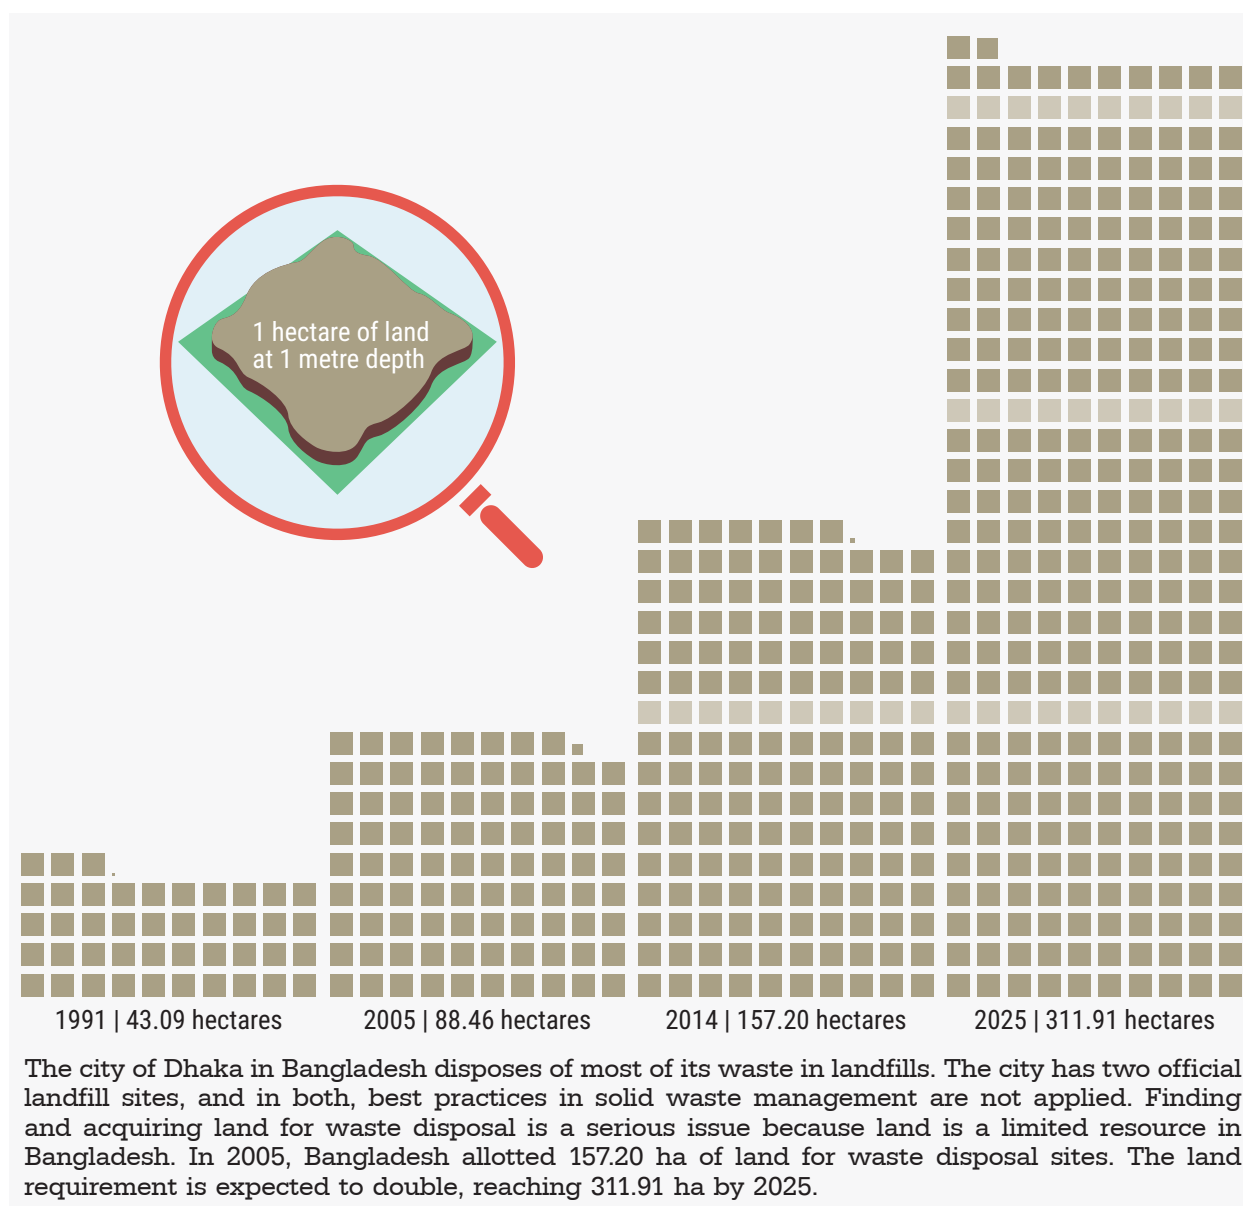 1 hectare of land
at 1 metre depth
1991 | 43.09 hectares
2005 | 88.46 hectares
2014 | 157.20 hectares
2025 | 311.91 hectares
The city of Dhaka in Bangladesh disposes of most of its waste in landfills. The city has two official
landfill sites, and in both, best practices in solid waste management are not applied. Finding
and acquiring land for waste disposal is a serious issue because land is a limited resource in
Bangladesh. In 2005, Bangladesh allotted 157.20 ha of land for waste disposal sites. The land
requirement is expected to double, reaching 311.91 ha by 2025.